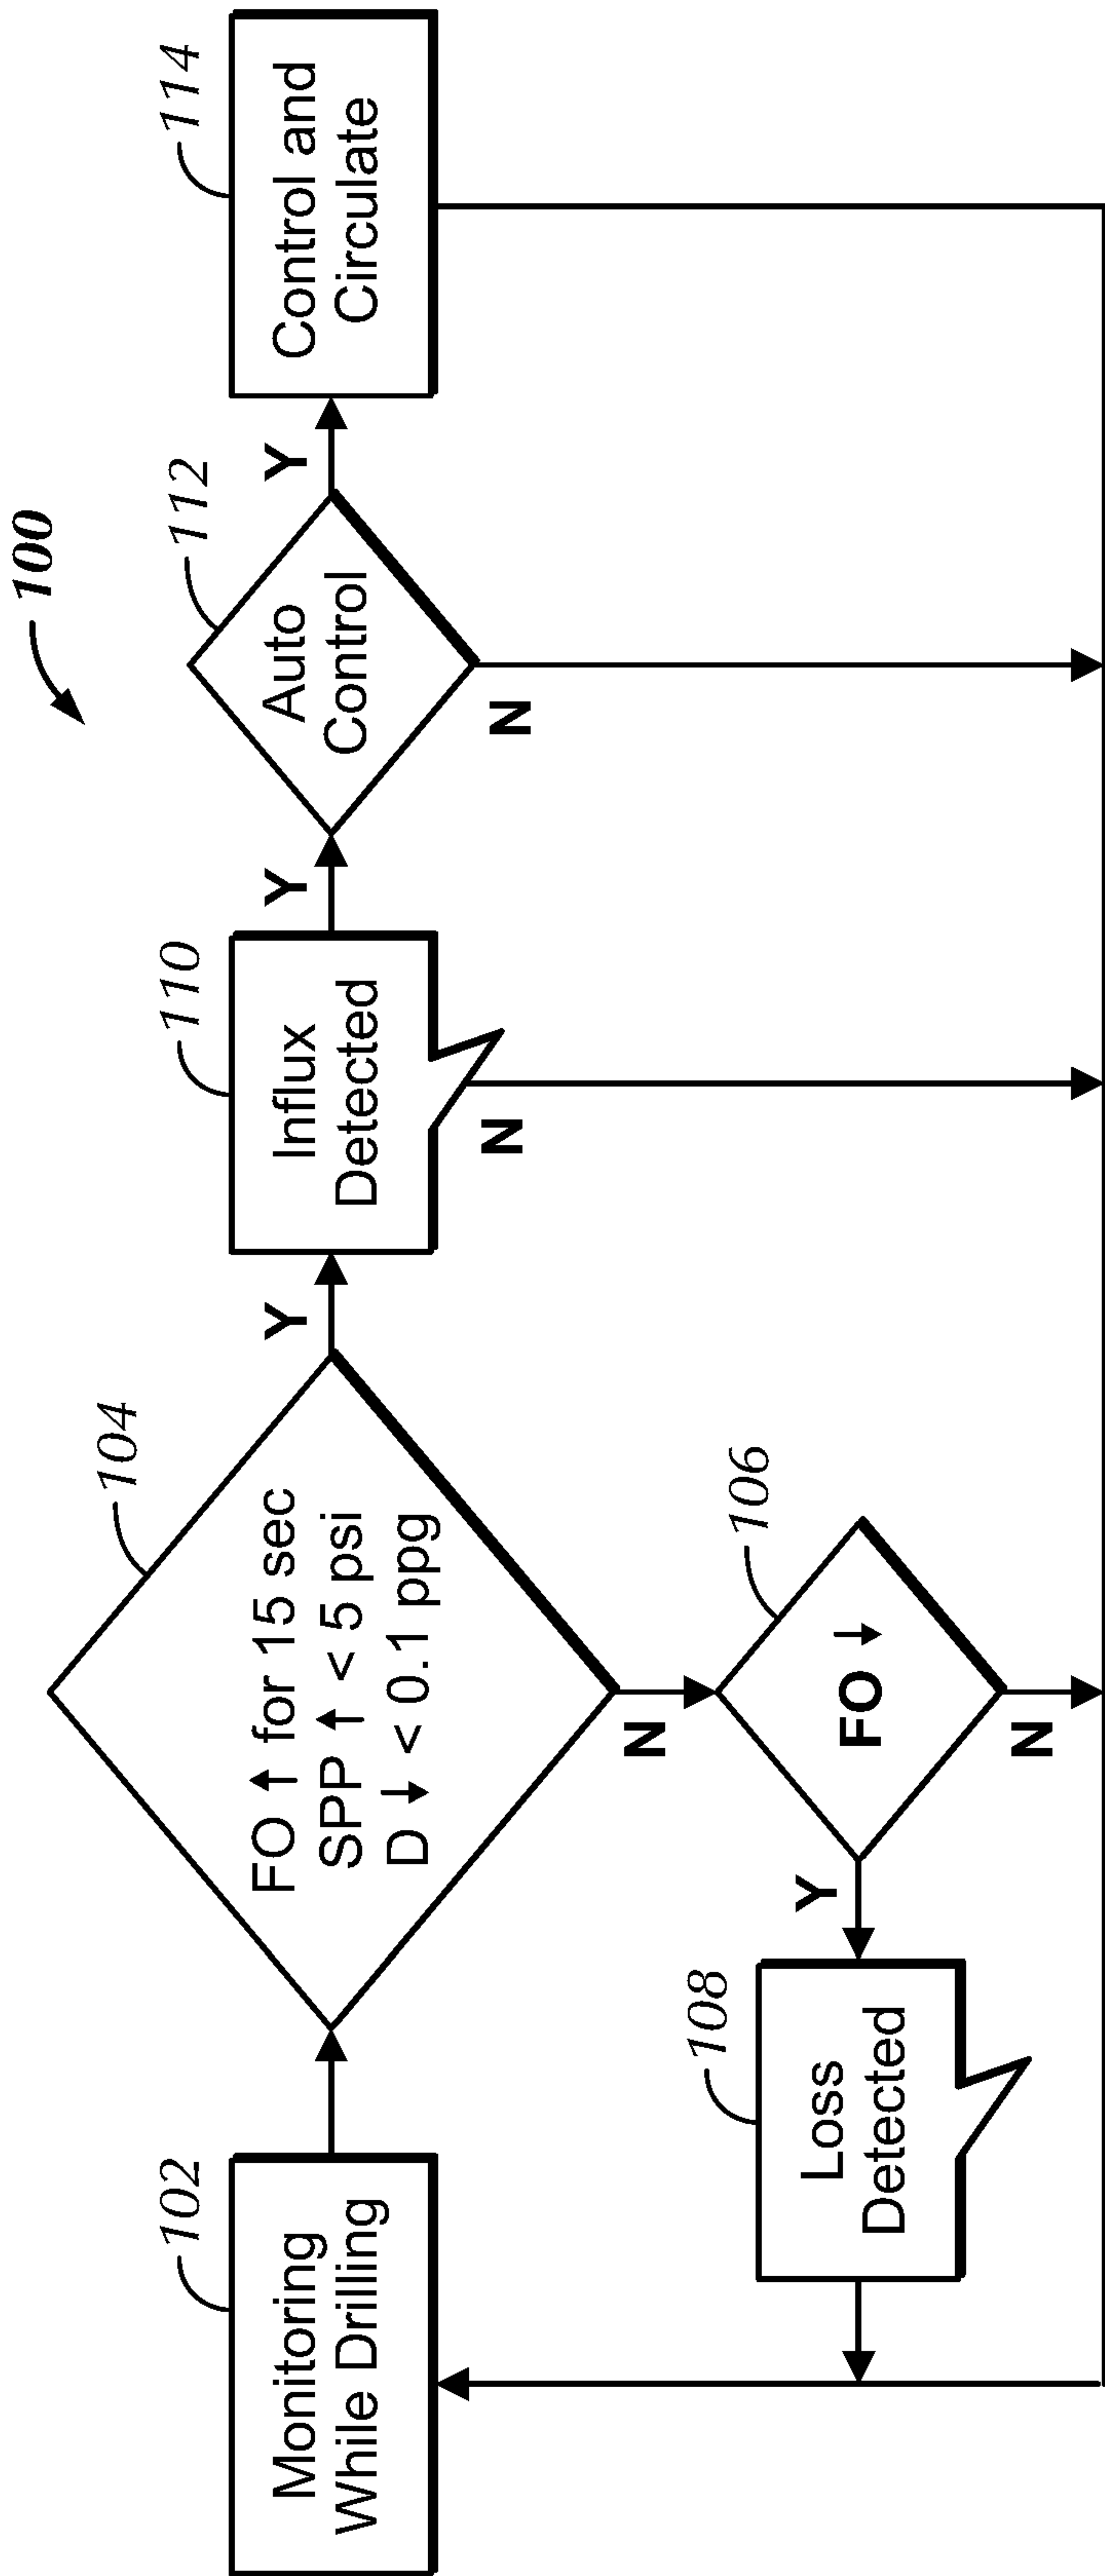 100
102
Monitoring
While Drilling
104
FO ↑ for 15 sec
SPP ↑ < 5 psi
D ↓ < 0.1 ppg
Y
N
106
FO ↓
Y
N
108
Loss
Detected
110
Influx
Detected
Y
N
112
Auto
Control
Y
N
114
Control and
Circulate